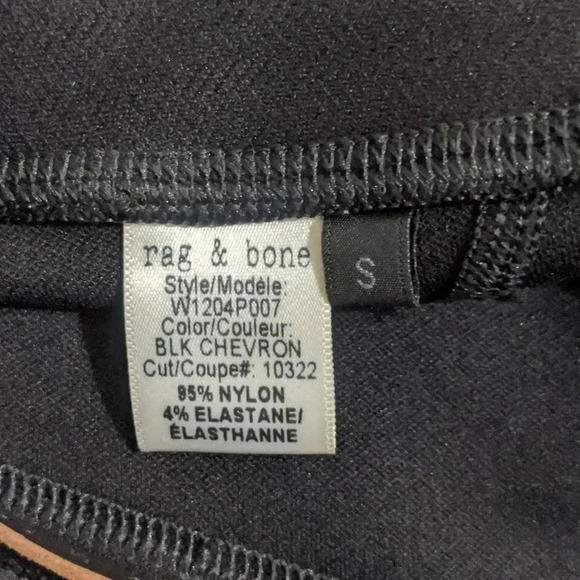 rag & bone
Style/Modèle:
W1204P007
Color/Couleur:
BLK CHEVRON
Cut/Coupe#: 10322
95% NYLON
4% ELASTANE/
ÉLASTHANNE
S